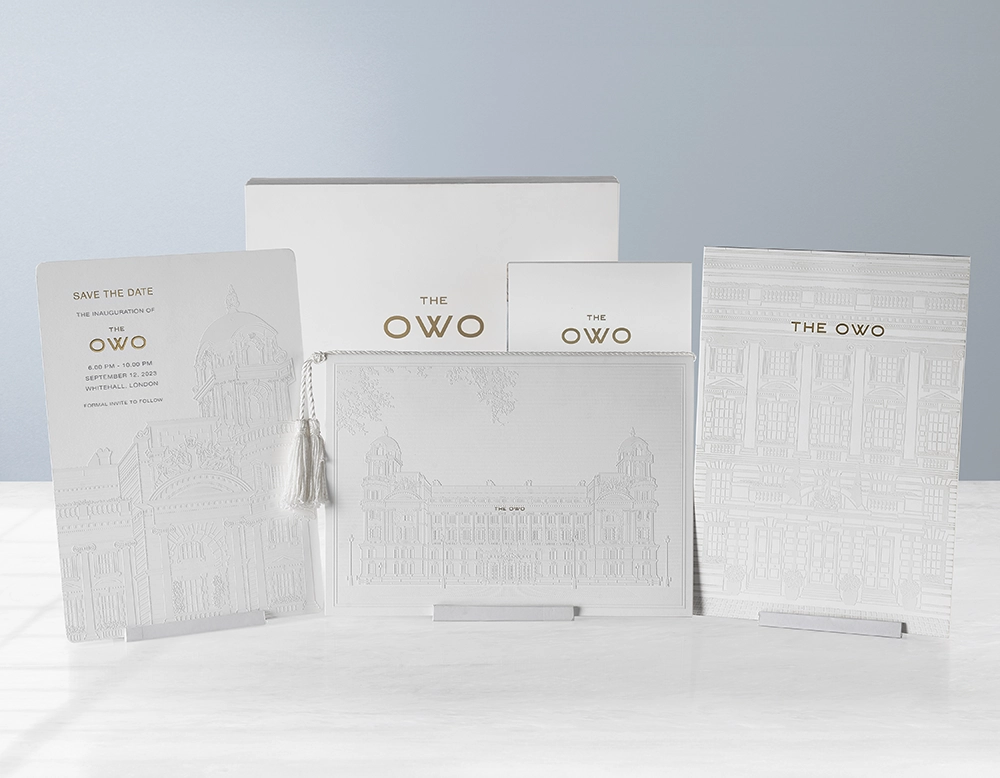 SAVE THE DATE
THE INAUGURATION OF
THE
OWO
6.00 PM - 10.00 PM
SEPTEMBER 12, 2023
WHITEHALL, LONDON
FORMAL INVITE TO FOLLOW
THE
OWO
THE
OWO
THE OWO
THE OWO